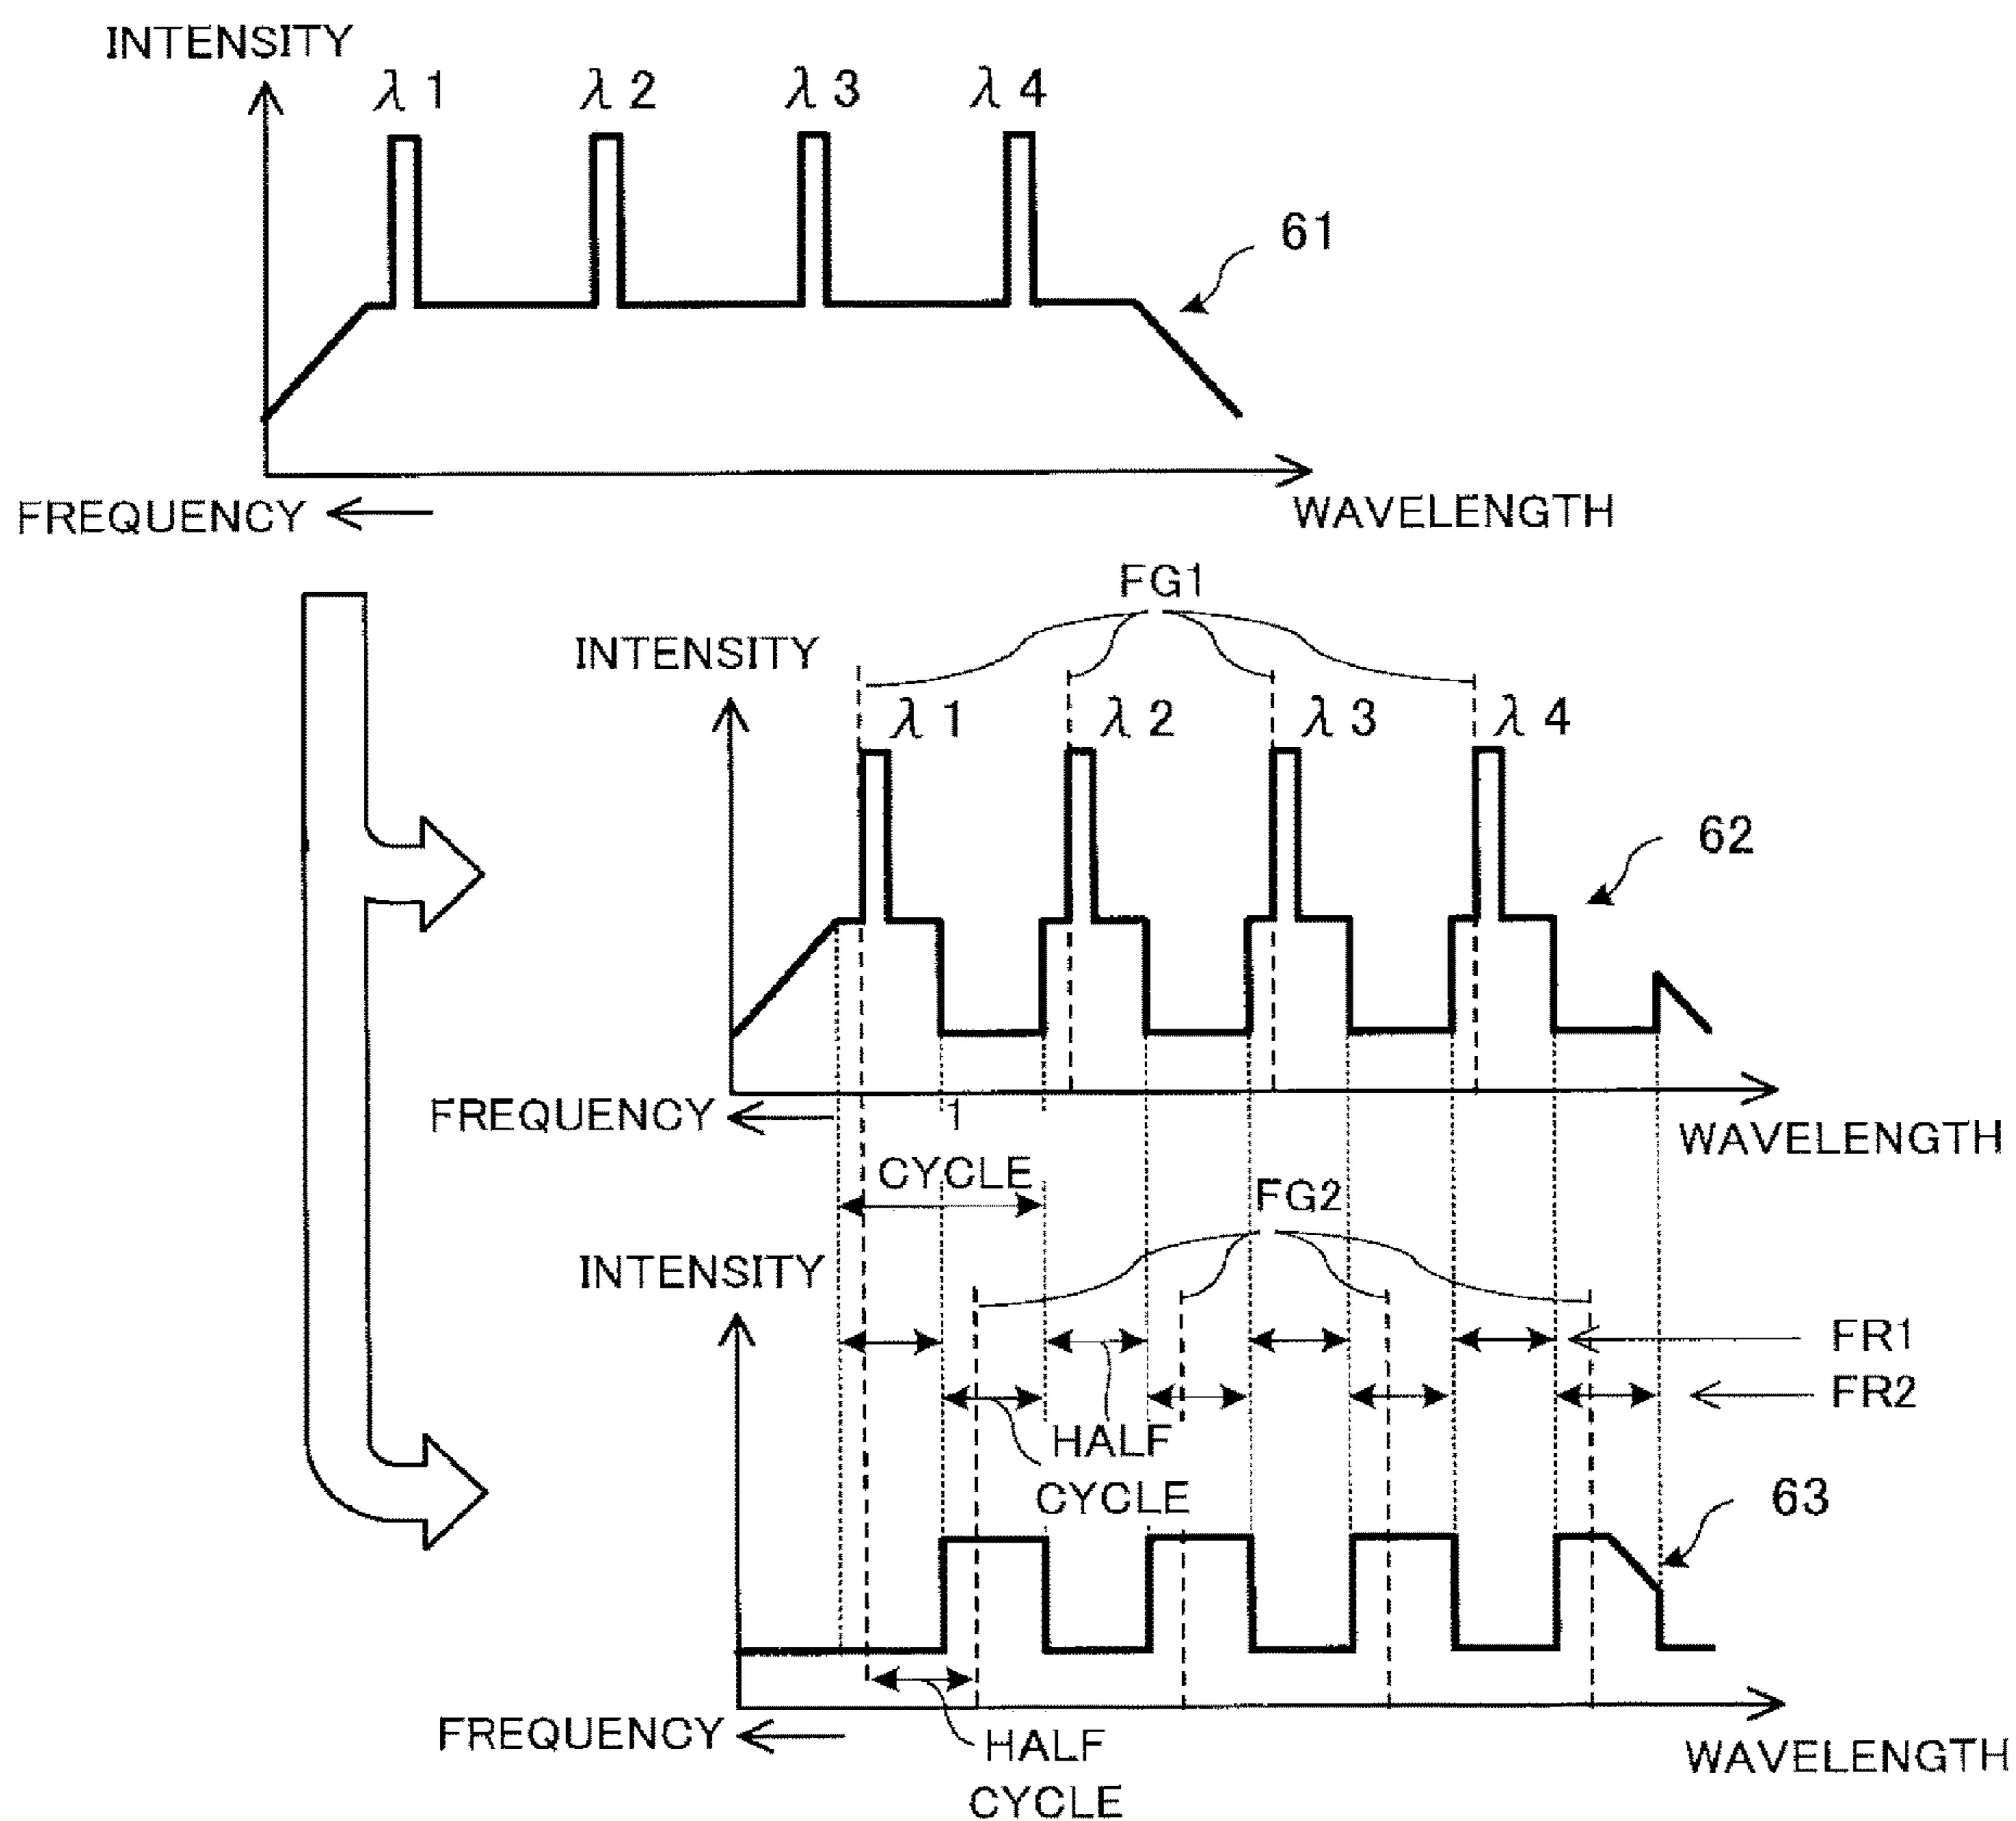 INTENSITY
λ1 λ2 λ3 λ4
61
FREQUENCY
WAVELENGTH
FG1
INTENSITY
λ1 λ2 λ3 λ4
62
FREQUENCY
WAVELENGTH
1
CYCLE
FG2
INTENSITY
FR1
FR2
HALF
CYCLE
63
FREQUENCY
HALF
CYCLE
WAVELENGTH